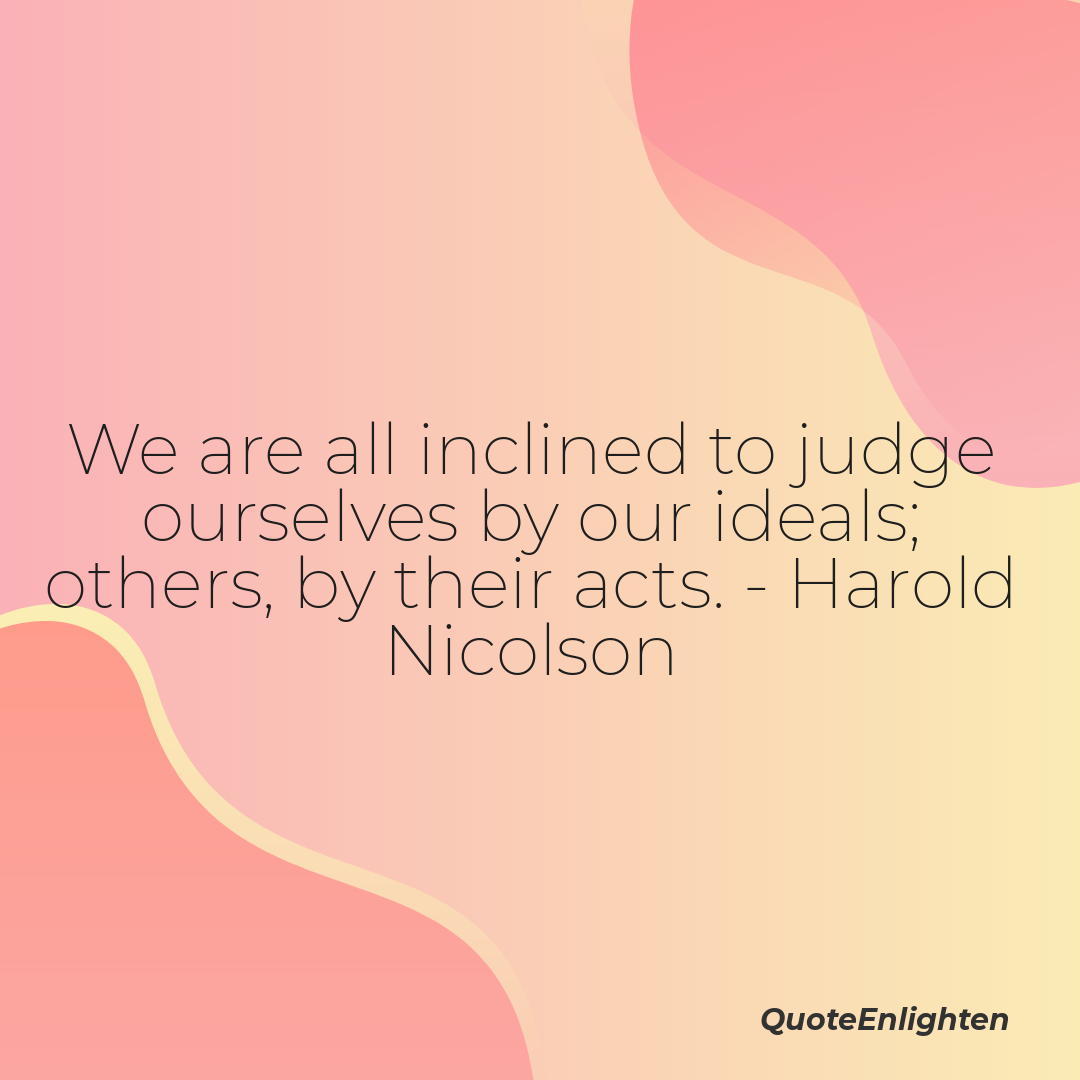 We are all inclined to judge
ourselves by our ideals;
others, by their acts. - Harold
Nicolson
QuoteEnlighten